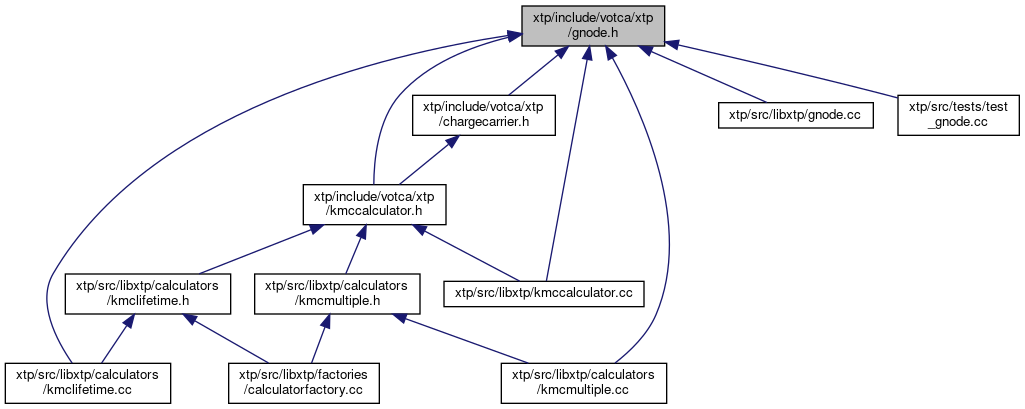 xtp/include/votca/xtp
/gnode.h
xtp/include/votca/xtp
/chargecarrier.h
xtp/src/libxtp/gnode.cc
xtp/src/tests/test
_gnode.cc
xtp/include/votca/xtp
/kmccalculator.h
xtp/src/libxtp/calculators
/kmclifetime.h
xtp/src/libxtp/calculators
/kmcmultiple.h
xtp/src/libxtp/kmccalculator.cc
xtp/src/libxtp/calculators
/kmclifetime.cc
xtp/src/libxtp/factories
/calculatorfactory.cc
xtp/src/libxtp/calculators
/kmcmultiple.cc